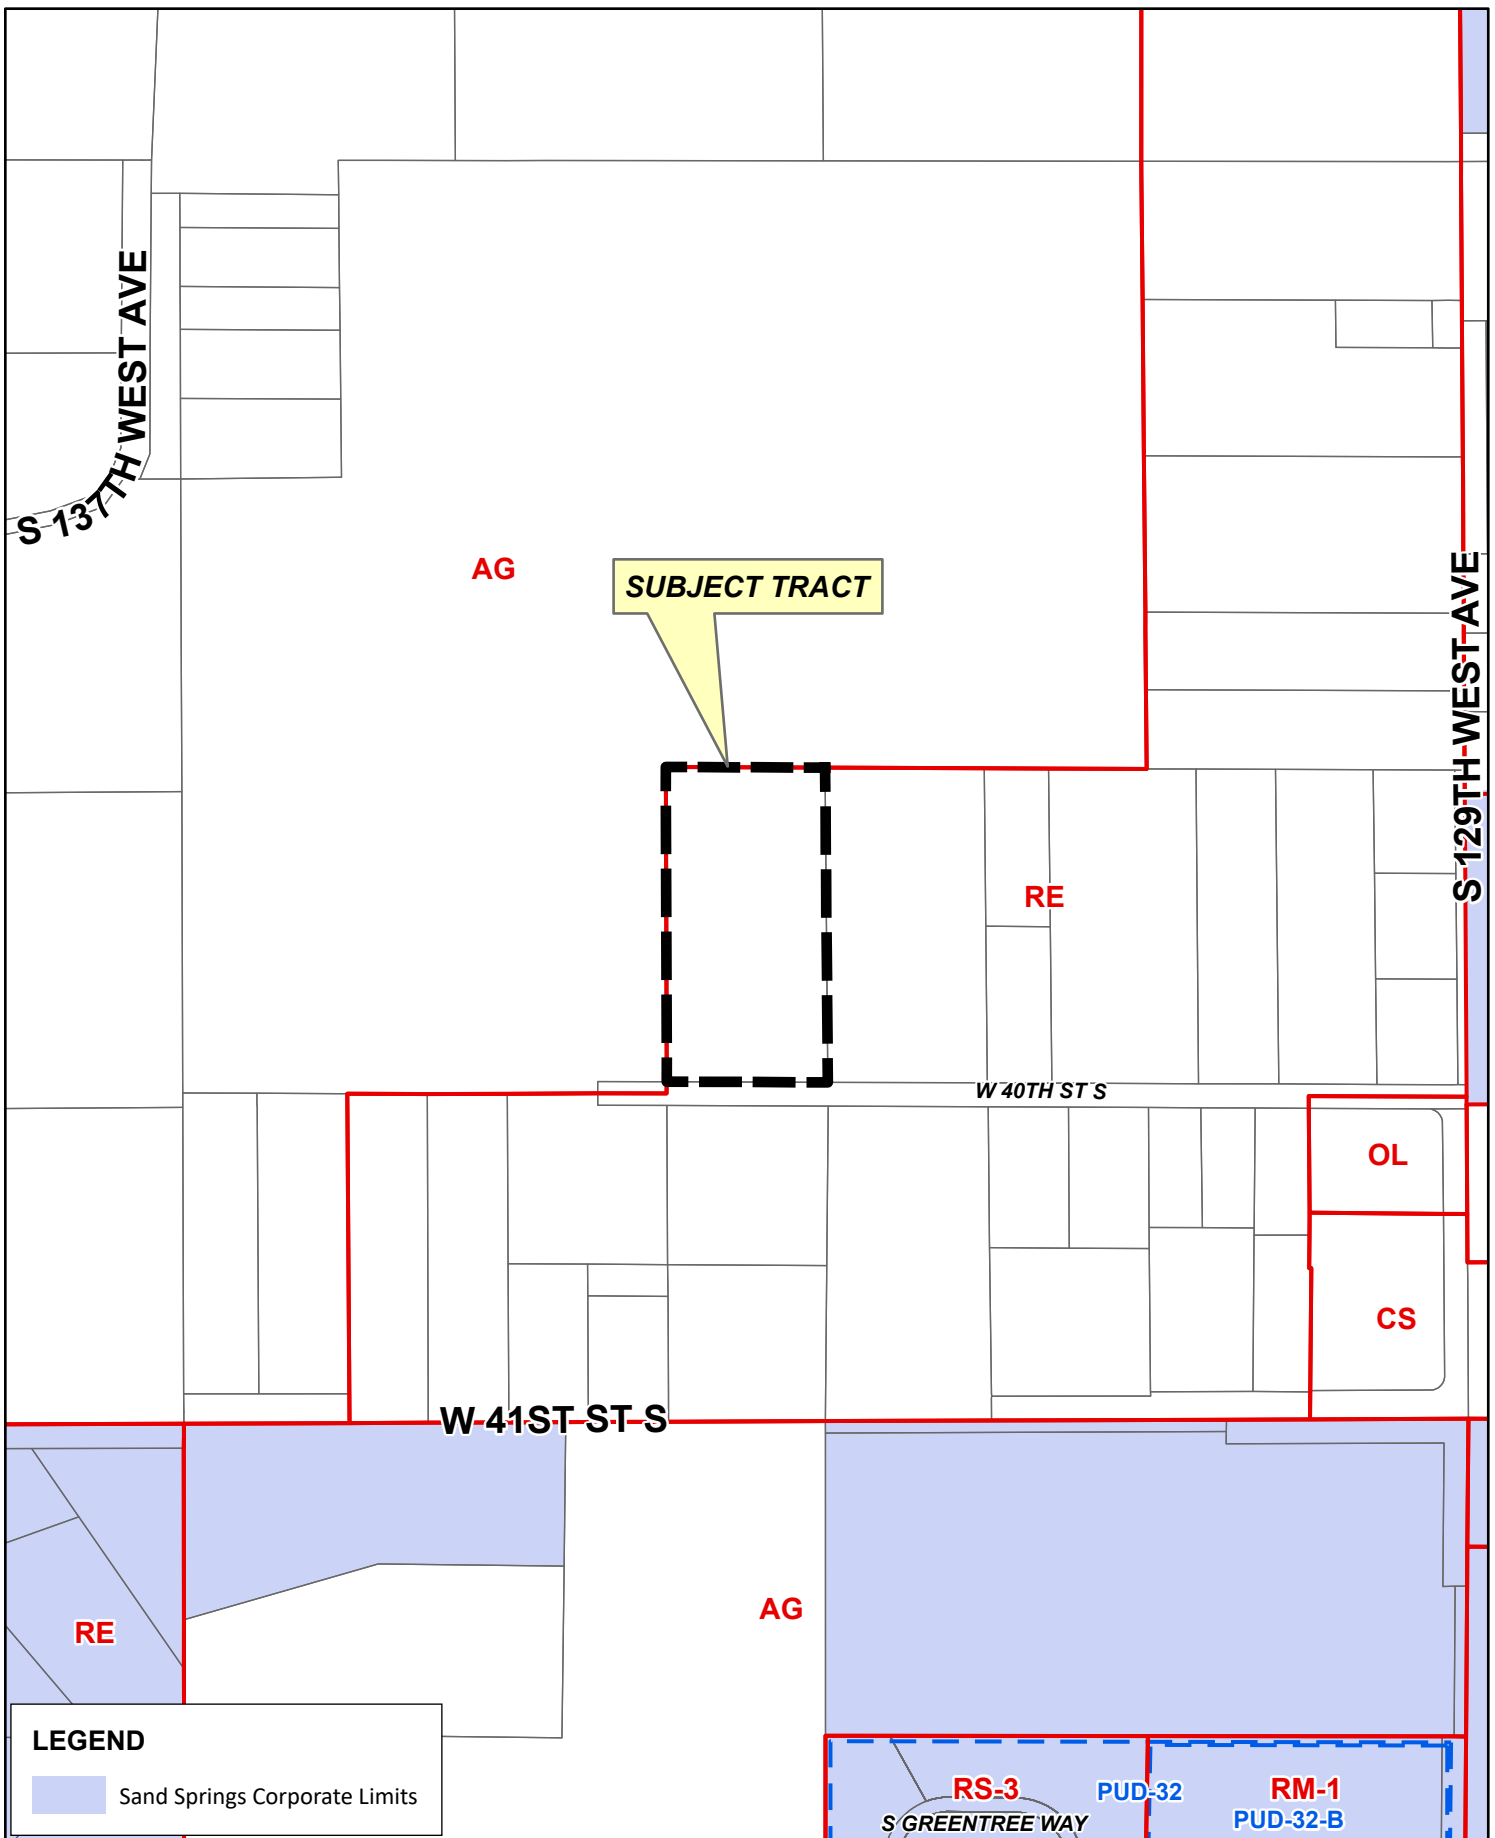 S 137TH WEST AVE
AG
SUBJECT TRACT
S 129TH WEST AVE
RE
W 40TH ST S
OL
CS
W 41ST ST S
AG
RE
LEGEND
Sand Springs Corporate Limits
RS-3
PUD-32
RM-1
PUD-32-B
S GREENTREE WAY